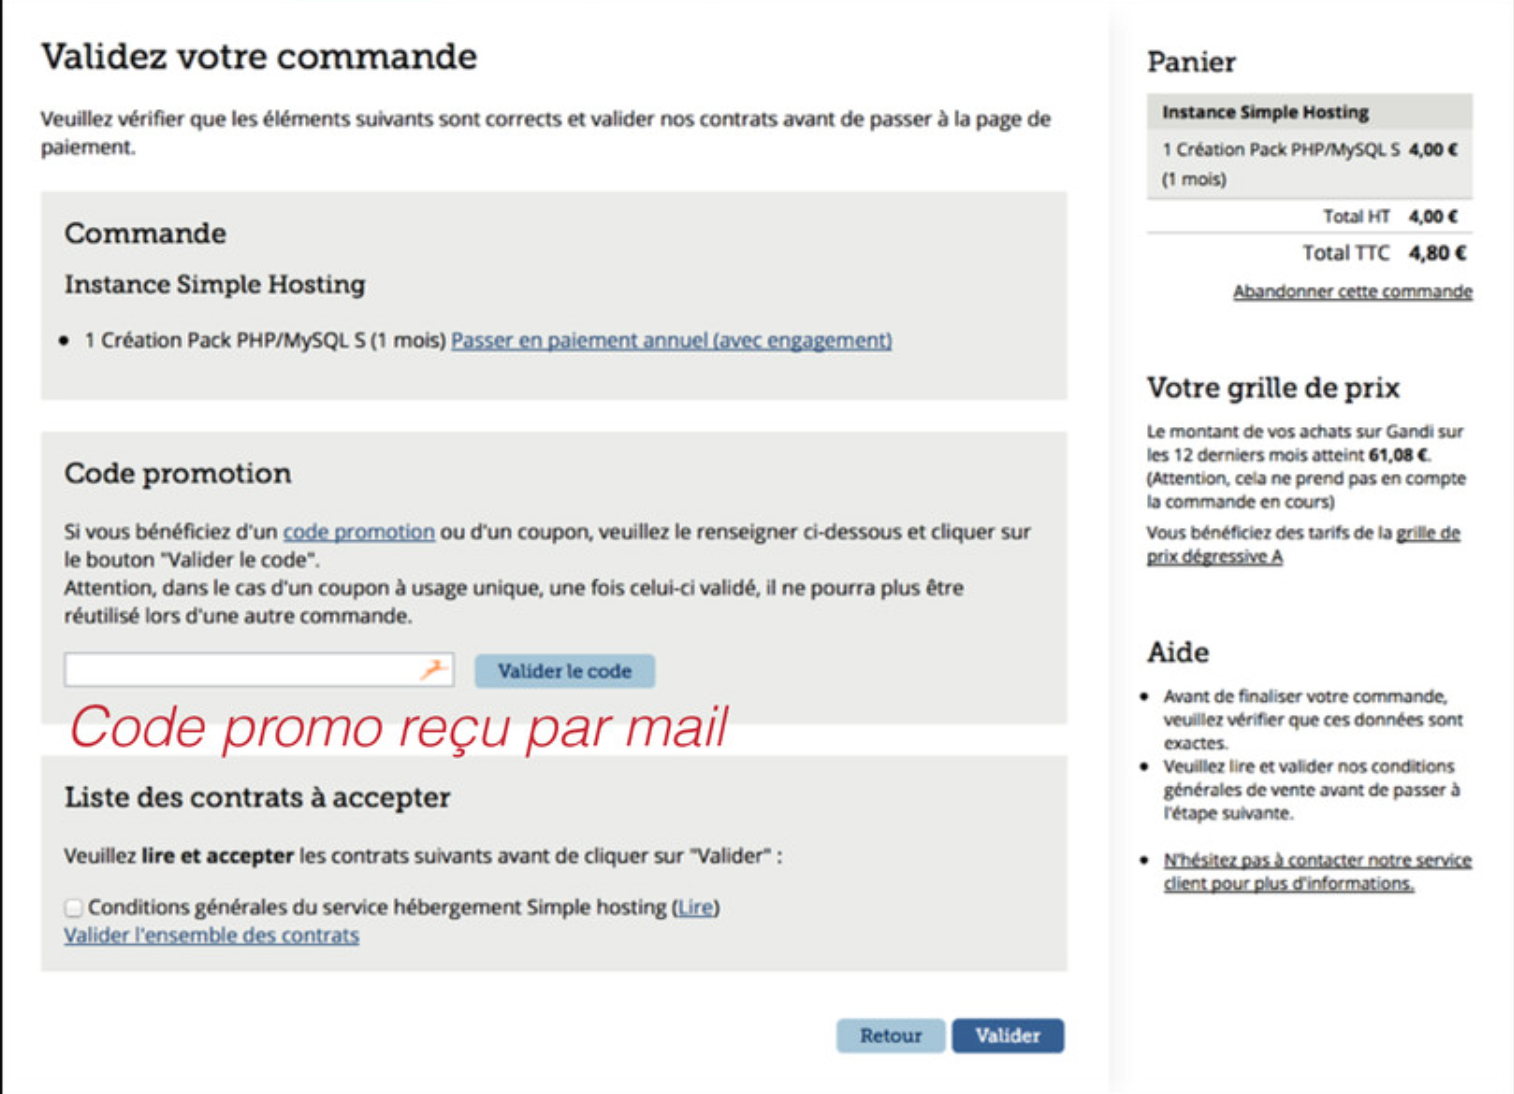 Validez votre commande
Veuillez vérifier que les éléments suivants sont corrects et valider nos contrats avant de passer à la page de
paiement.
Commande
Instance Simple Hosting
• 1 Création Pack PHP/MySQL S (1 mois) Passer en paiement annuel (avec engagement)
Code promotion
Si vous bénéficiez d'un code promotion ou d'un coupon, veuillez le renseigner ci-dessous et cliquer sur
le bouton "Valider le code".
Attention, dans le cas d'un coupon à usage unique, une fois celui-ci validé, il ne pourra plus être
réutilisé lors d'une autre commande.
Valider le code
Code promo reçu par mail
Liste des contrats à accepter
Veuillez lire et accepter les contrats suivants avant de cliquer sur "Valider" :
Conditions générales du service hébergement Simple hosting (Lire)
Valider l'ensemble des contrats
Retour
Valider
Panier
Instance Simple Hosting
1 Création Pack PHP/MySQL S 4,00 €
(1 mois)
Total HT 4,00 €
Total TTC 4,80 €
Abandonner cette commande
Votre grille de prix
Le montant de vos achats sur Gandi sur
les 12 derniers mois atteint 61,08 €.
(Attention, cela ne prend pas en compte
la commande en cours)
Vous bénéficiez des tarifs de la grille de
prix dégressive A
Aide
• Avant de finaliser votre commande,
veuillez vérifier que ces données sont
exactes.
• Veuillez lire et valider nos conditions
générales de vente avant de passer à
l'étape suivante.
• N'hésitez pas à contacter notre service
client pour plus d'informations.